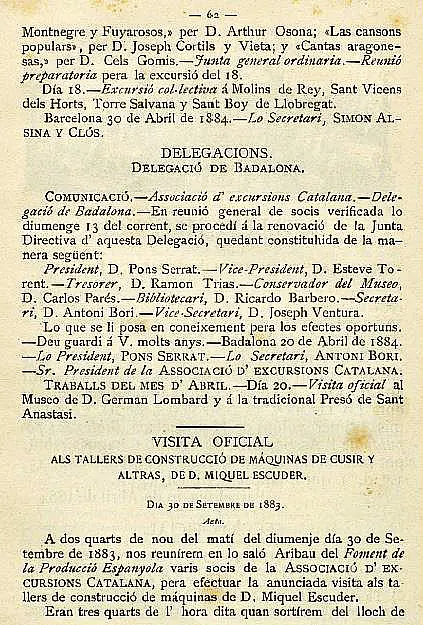 — 62 —
Montnegre y Fuyarosos,» per D. Arthur Osona; «Las cansons
populars», per D. Joseph Cortils y Vieta; y «Cantas aragone-
sas,» per D. Cels Gomis.—Junta general ordinaria.—Reunió
preparatoria pera la excursió del 18.
Día 18.—Excursió col·lectiva á Molins de Rey, Sant Vicens
dels Horts, Torre Salvana y Sant Boy de Llobregat.
Barcelona 30 de Abril de 1884.—Lo Secretari, SIMON AL-
SINA Y CLÓS.
DELEGACIONS.
DELEGACIÓ DE BADALONA.
COMUNICACIÓ.—Associació d' excursions Catalana.—Dele-
gació de Badalona.—En reunió general de socis verificada lo
diumenge 13 del corrent, se procedí á la renovació de la Junta
Directiva d' aquesta Delegació, quedant constituhida de la ma-
nera següent:
President, D. Pons Serrat.—Vice-President, D. Esteve To-
rent.—Tresorer, D. Ramon Trias.—Conservador del Museo,
D. Carlos Parés.—Bibliotecari, D. Ricardo Barbero.—Secreta-
ri, D. Antoni Bori.—Vice-Secretari, D. Joseph Ventura.
Lo que se li posa en coneixement pera los efectes oportuns.
—Deu guardi á V. molts anys.—Badalona 20 de Abril de 1884.
—Lo President, PONS SERRAT.—Lo Secretari, ANTONI BORI.
—Sr. President de la ASSOCIACIÓ D' EXCURSIONS CATALANA.
TRABALLS DEL MES D' ABRIL.—Día 20.—Visita oficial al
Museo de D. German Lombard y á la tradicional Presó de Sant
Anastasi.
VISITA OFICIAL
ALS TALLERS DE CONSTRUCCIÓ DE MÁQUINAS DE CUSIR Y
ALTRAS, DE D. MIQUEL ESCUDER.
DIA 30 DE SETEMBRE DE 1883.
Acta.
A dos quarts de nou del matí del diumenje día 30 de Se-
tembre de 1883, nos reunírem en lo saló Aribau del Foment de
la Producció Espanyola varis socis de la ASSOCIACIÓ D' EX-
CURSIONS CATALANA, pera efectuar la anunciada visita als ta-
llers de construcció de máquinas de D. Miquel Escuder.
Eran tres quarts de l' hora dita quan sortírem del lloch de